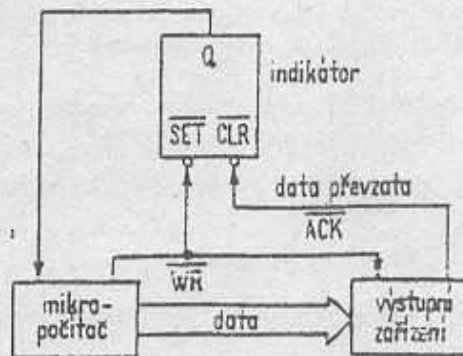 Q
indikátor
SET CLR
data převzata
ACK
WR
mikro-
počítač
data
výstupní
zařízení